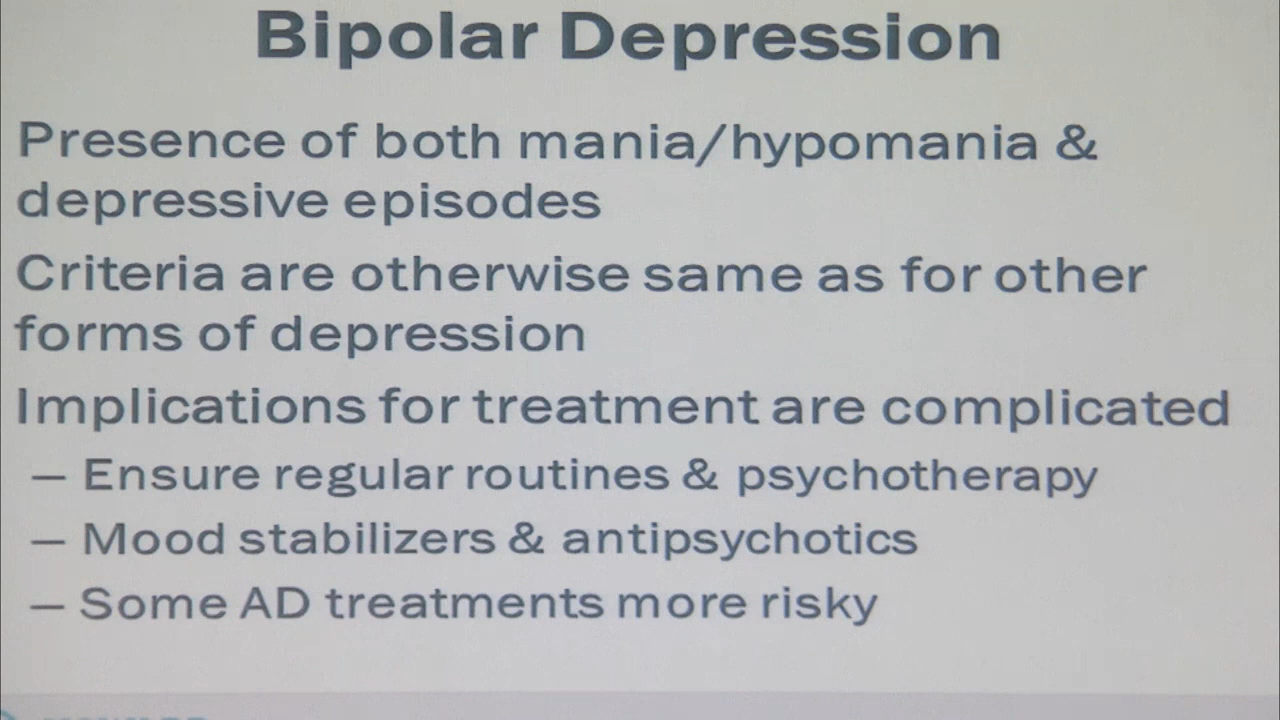 Bipolar Depression
Presence of both mania/hypomania &
depressive episodes
Criteria are otherwise same as for other
forms of depression
Implications for treatment are complicated
– Ensure regular routines & psychotherapy
– Mood stabilizers & antipsychotics
– Some AD treatments more risky